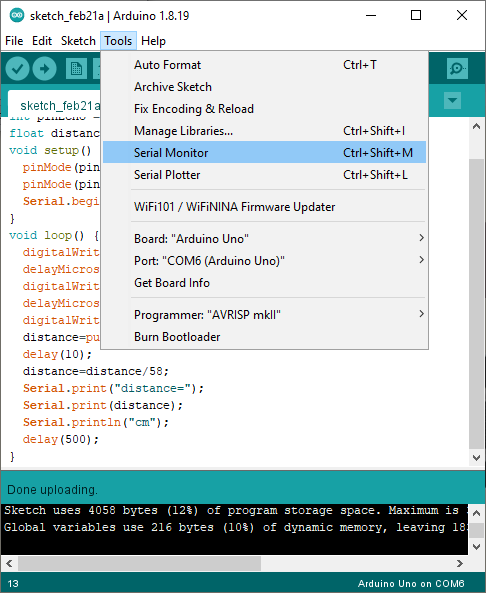 sketch_feb21a | Arduino 1.8.19
File Edit Sketch Tools Help
sketch_feb21a
Auto Format Ctrl+T
Archive Sketch
Fix Encoding & Reload
Manage Libraries... Ctrl+Shift+I
Serial Monitor Ctrl+Shift+M
Serial Plotter Ctrl+Shift+L
WiFi101 / WiFiNINA Firmware Updater
Board: "Arduino Uno"
Port: "COM6 (Arduino Uno)"
Get Board Info
Programmer: "AVRISP mkII"
Burn Bootloader
int pinEcho =
float distanc
void setup()
pinMode(pin
pinMode(pin
Serial.begi
}
void loop() {
digitalWrit
delayMicros
digitalWrit
delayMicros
digitalWrit
distance=pu
delay(10);
distance=distance/58;
Serial.print("distance=");
Serial.print(distance);
Serial.println("cm");
delay(500);
}
Done uploading.
Sketch uses 4058 bytes (12%) of program storage space. Maximum is
Global variables use 216 bytes (10%) of dynamic memory, leaving 18
13 Arduino Uno on COM6